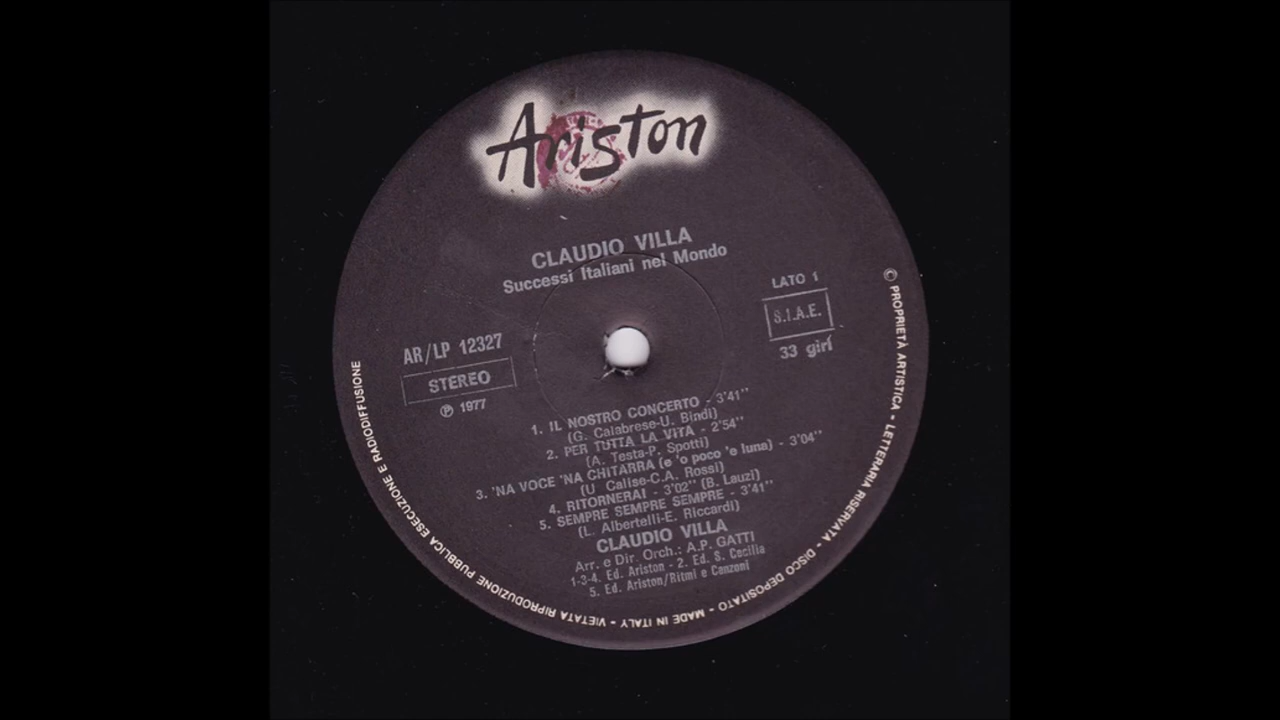 Ariston
CLAUDIO VILLA
Successi Italiani nel Mondo
LATO 1
S.I.A.E.
33 giri
AR/LP 12327
STEREO
℗ 1977
1. IL NOSTRO CONCERTO - 3'41''
(G. Calabrese-U. Bindi)
2. PER TUTTA LA VITA - 2'54''
(A. Testa-P. Spotti)
3. 'NA VOCE 'NA CHITARRA (e 'o poco 'e luna) - 3'04''
(U. Calise-C.A. Rossi)
4. RITORNERAI - 3'02'' (B. Lauzi)
5. SEMPRE SEMPRE SEMPRE - 3'41''
(L. Albertelli-E. Riccardi)
CLAUDIO VILLA
Arr. e Dir. Orch.: A.P. GATTI
1-3-4. Ed. Ariston - 2. Ed. S. Cecilia
5. Ed. Ariston/Ritmi e Canzoni
© PROPRIETÀ ARTISTICA - LETTERARIA RISERVATA - DISCO DEPOSITATO - MADE IN ITALY - VIETATA RIPRODUZIONE PUBBLICA ESECUZIONE E RADIODIFFUSIONE